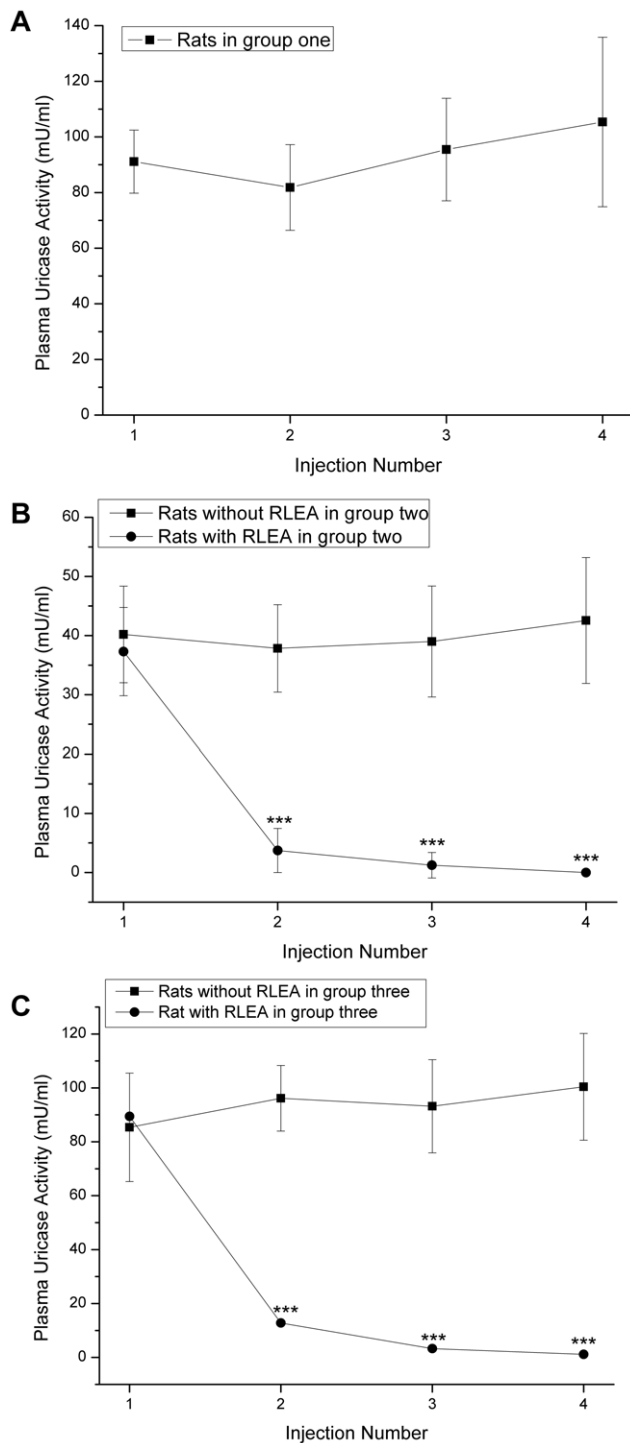 A
Rats in group one
140
120
100
80
60
40
20
0
Plasma Uricase Activity (mU/ml)
1 2 3 4
Injection Number
B
Rats without RLEA in group two
Rats with RLEA in group two
60
50
40
30
20
10
0
Plasma Uricase Activity (mU/ml)
***
***
***
1 2 3 4
Injection Number
C
Rats without RLEA in group three
Rat with RLEA in group three
120
100
80
60
40
20
0
Plasma Uricase Activity (mU/ml)
***
***
***
1 2 3 4
Injection Number